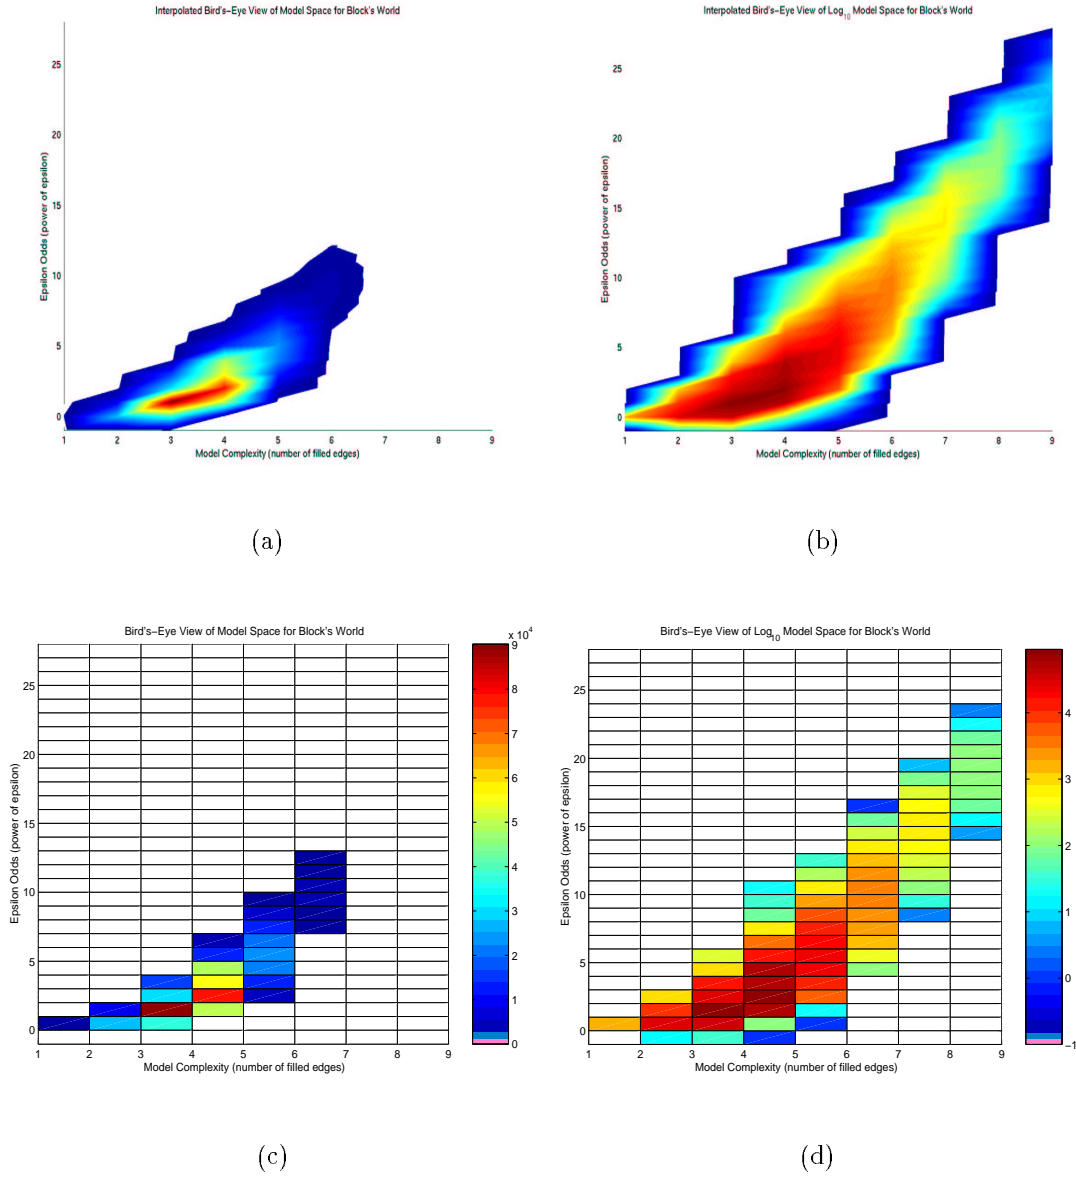 Interpolated Bird's-Eye View of Model Space for Block's World
Epsilon Odds (power of epsilon)
25
20
15
10
5
0
1 2 3 4 5 6 7 8 9
Model Complexity (number of filled edges)
(a)
Interpolated Bird's-Eye View of Log10 Model Space for Block's World
Epsilon Odds (power of epsilon)
25
20
15
10
5
0
1 2 3 4 5 6 7 8 9
Model Complexity (number of filled edges)
(b)
Bird's-Eye View of Model Space for Block's World
Epsilon Odds (power of epsilon)
25
20
15
10
5
0
1 2 3 4 5 6 7 8 9
Model Complexity (number of filled edges)
x 10^4
9
8
7
6
5
4
3
2
1
0
(c)
Bird's-Eye View of Log10 Model Space for Block's World
Epsilon Odds (power of epsilon)
25
20
15
10
5
0
1 2 3 4 5 6 7 8 9
Model Complexity (number of filled edges)
4
3
2
1
0
-1
(d)